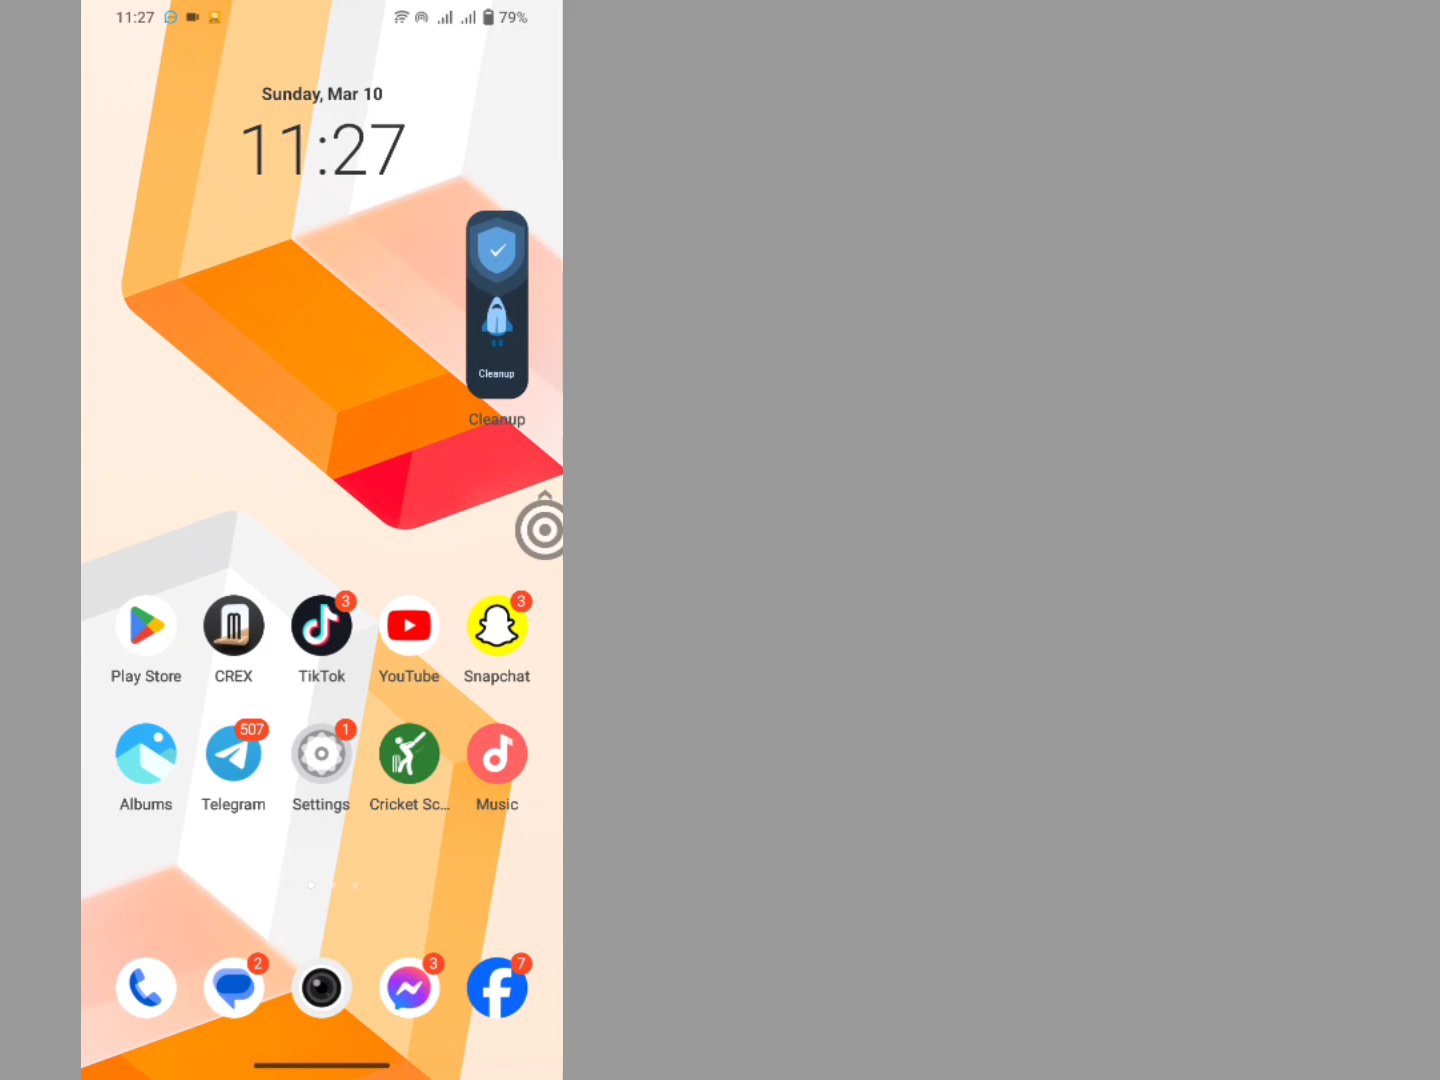 11:27 79%
Sunday, Mar 10
11:27
Cleanup
Cleanup
3 3
Play Store CREX TikTok YouTube Snapchat
507 1
Albums Telegram Settings Cricket Sc... Music
2 3 7